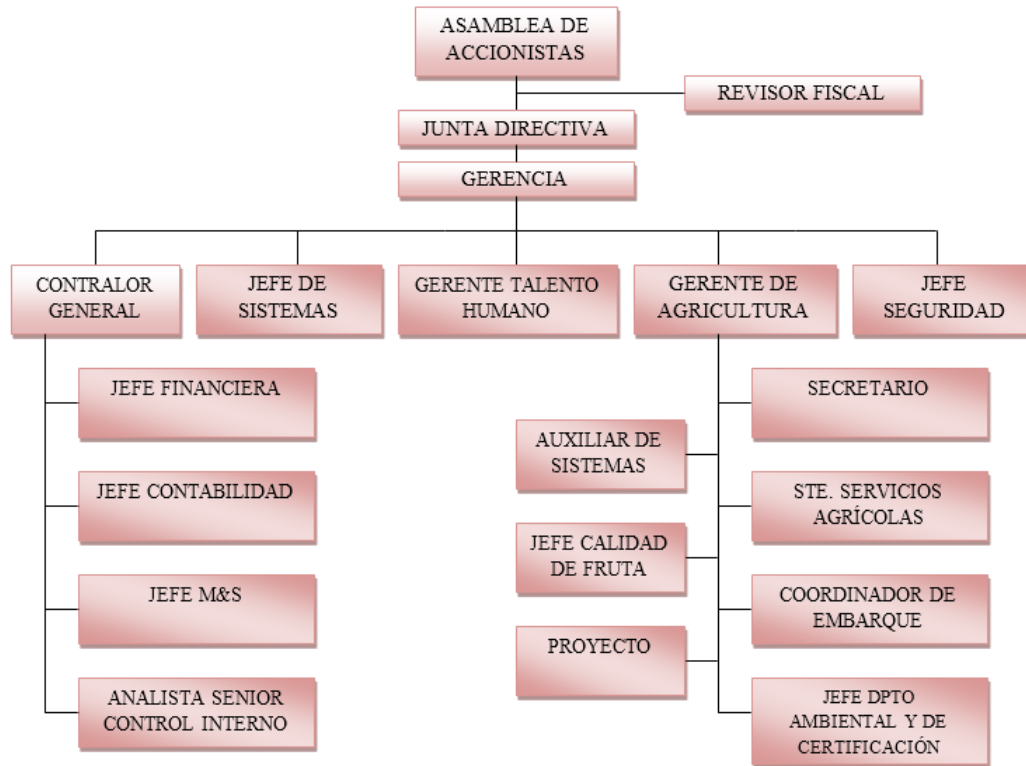 ASAMBLEA DE
ACCIONISTAS
REVISOR FISCAL
JUNTA DIRECTIVA
GERENCIA
CONTRALOR
GENERAL
JEFE DE
SISTEMAS
GERENTE TALENTO
HUMANO
GERENTE DE
AGRICULTURA
JEFE
SEGURIDAD
JEFE FINANCIERA
JEFE CONTABILIDAD
JEFE M&S
ANALISTA SENIOR
CONTROL INTERNO
AUXILIAR DE
SISTEMAS
JEFE CALIDAD
DE FRUTA
PROYECTO
SECRETARIO
STE. SERVICIOS
AGRÍCOLAS
COORDINADOR DE
EMBARQUE
JEFE DPTO
AMBIENTAL Y DE
CERTIFICACIÓN